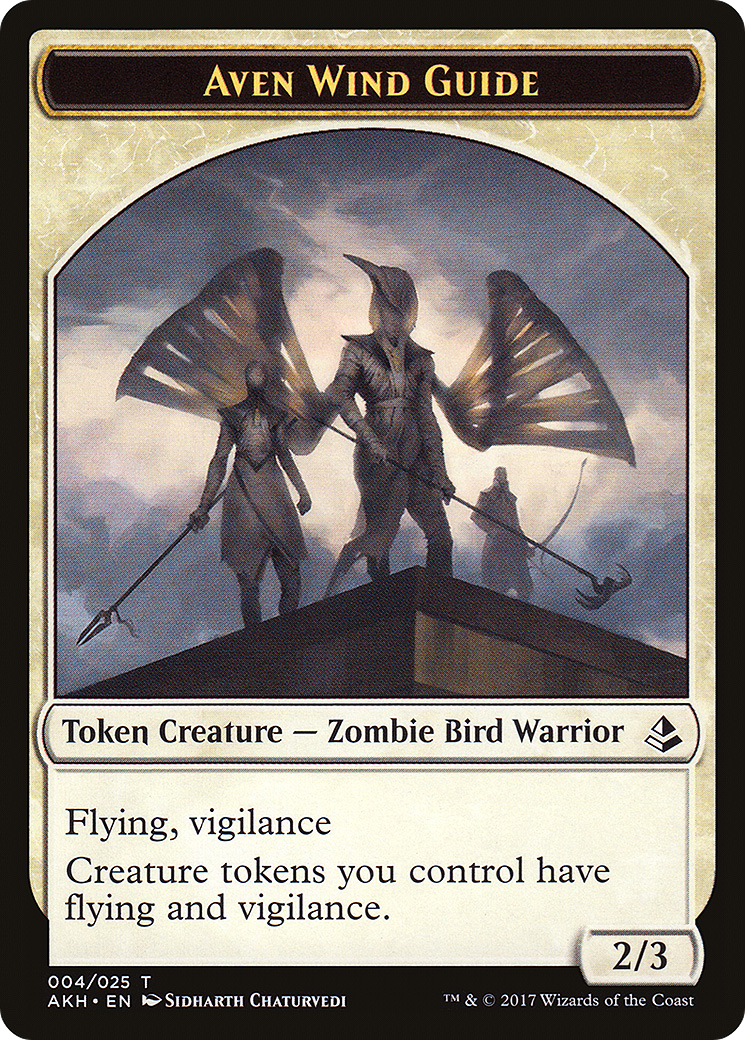 AVEN WIND GUIDE
Token Creature — Zombie Bird Warrior
Flying, vigilance
Creature tokens you control have
flying and vigilance.
2/3
004/025 T
AKH • EN SIDHARTH CHATURVEDI
™ & © 2017 Wizards of the Coast